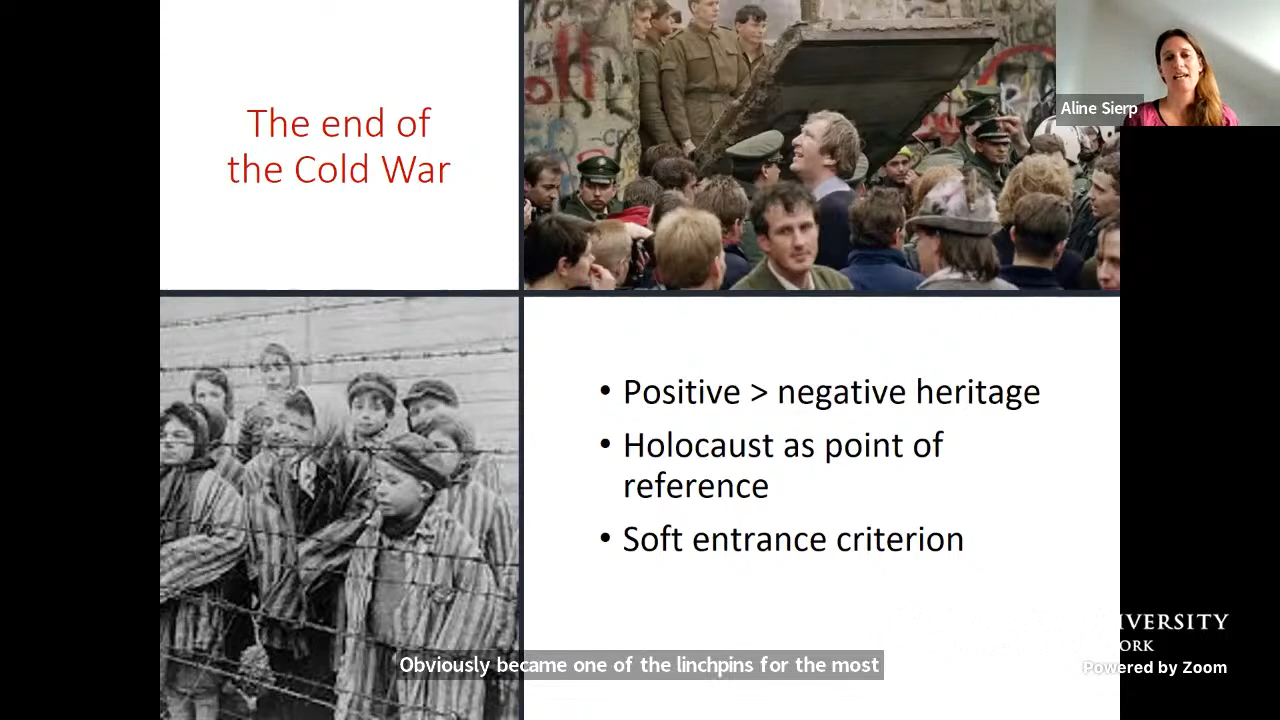 The end of
the Cold War
Aline Sierp
• Positive > negative heritage
• Holocaust as point of
reference
• Soft entrance criterion
IVERSITY
ORK
Powered by Zoom
Obviously became one of the linchpins for the most